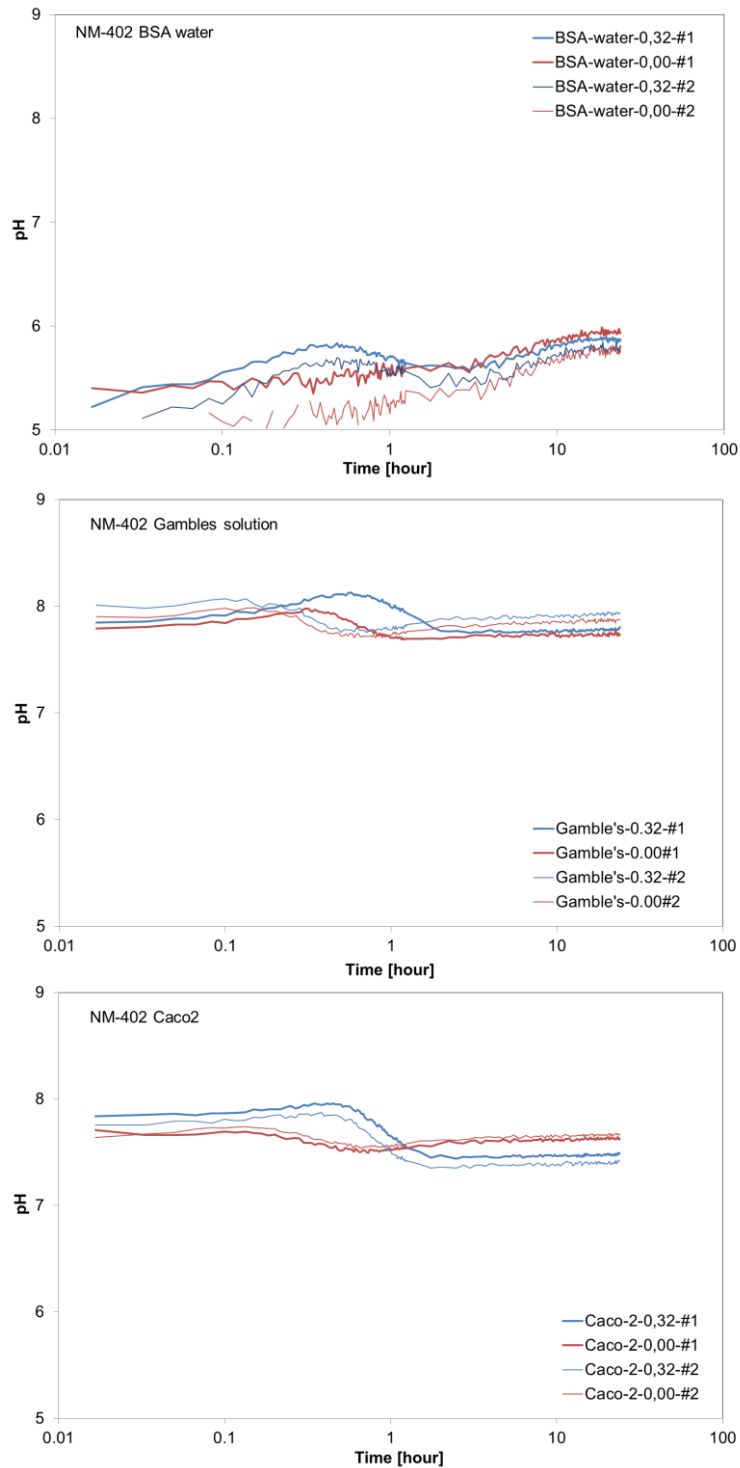 NM-402 BSA water
BSA-water-0,32-#1
BSA-water-0,00-#1
BSA-water-0,32-#2
BSA-water-0,00-#2
9
8
7
6
5
pH
0.01
0.1
1
10
100
Time [hour]
NM-402 Gambles solution
9
8
7
6
5
pH
Gamble's-0.32-#1
Gamble's-0.00#1
Gamble's-0.32-#2
Gamble's-0.00#2
0.01
0.1
1
10
100
Time [hour]
NM-402 Caco2
9
8
7
6
5
pH
Caco-2-0,32-#1
Caco-2-0,00-#1
Caco-2-0,32-#2
Caco-2-0,00-#2
0.01
0.1
1
10
100
Time [hour]